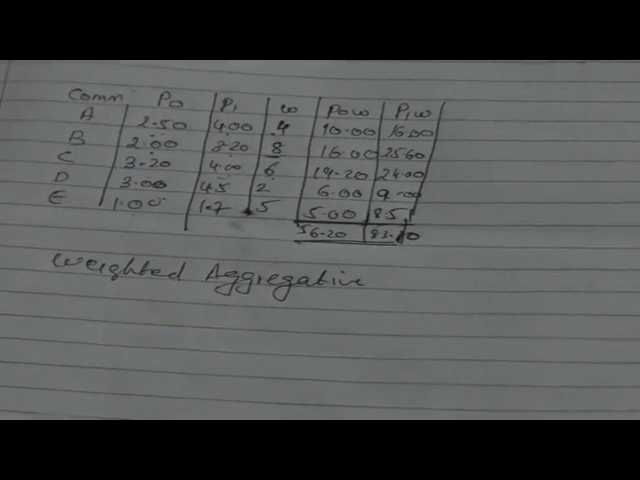 Comm P0 P1 w P0w P1w
A 2.50 4.00 4 10.00 16.00
B 2.00 3.20 8 16.00 25.60
C 3.20 4.00 6 19.20 24.00
D 3.00 4.5 2 6.00 9.00
E 1.00 1.7 5 5.00 8.5
56.20 83.10
Weighted Aggregative